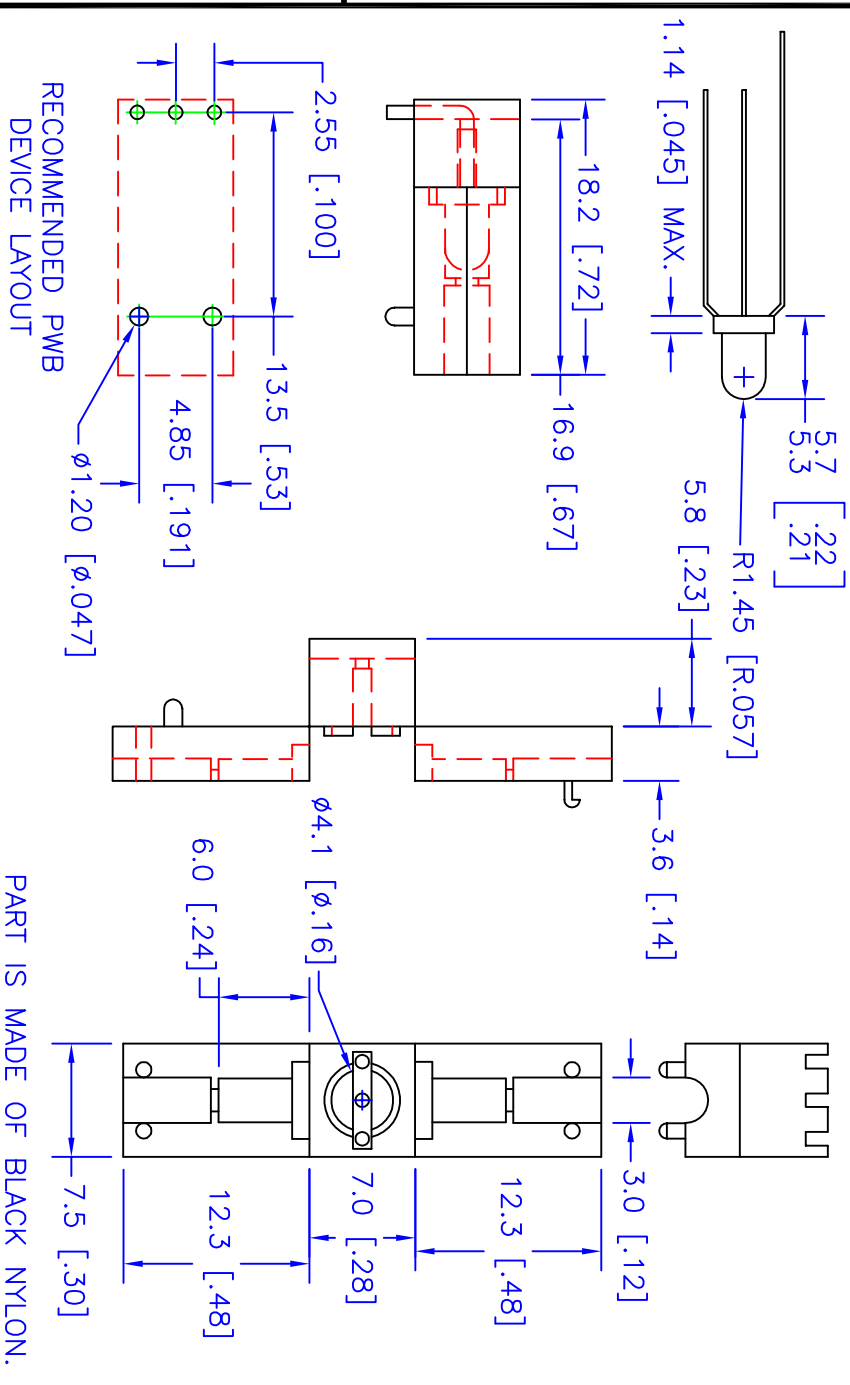 1.14 [.045] MAX.
5.7
5.3
[.22
.21]
R1.45 [R.057]
18.2 [.72]
16.9 [.67]
2.55 [.100]
13.5 [.53]
4.85 [.191]
ø1.20 [ø.047]
RECOMMENDED PWB
DEVICE LAYOUT
5.8 [.23]
3.6 [.14]
ø4.1 [ø.16]
6.0 [.24]
3.0 [.12]
12.3 [.48]
7.0 [.28]
12.3 [.48]
7.5 [.30]
PART IS MADE OF BLACK NYLON.